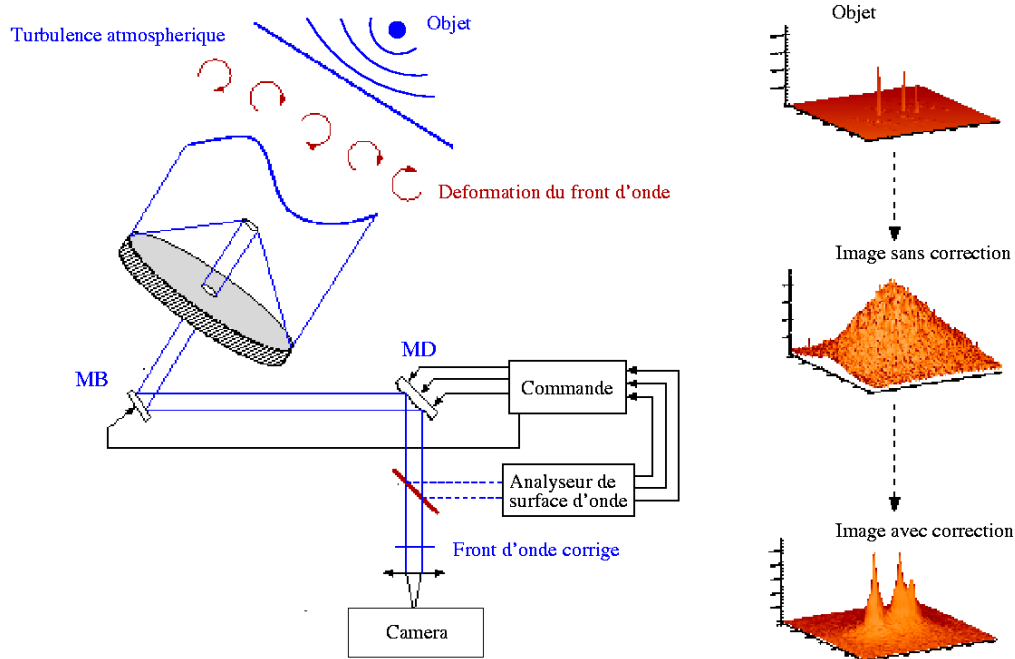 Objet
Turbulence atmospherique
Deformation du front d'onde
MB
MD
Commande
Analyseur de
surface d'onde
Front d'onde corrige
Camera
Objet
Image sans correction
Image avec correction